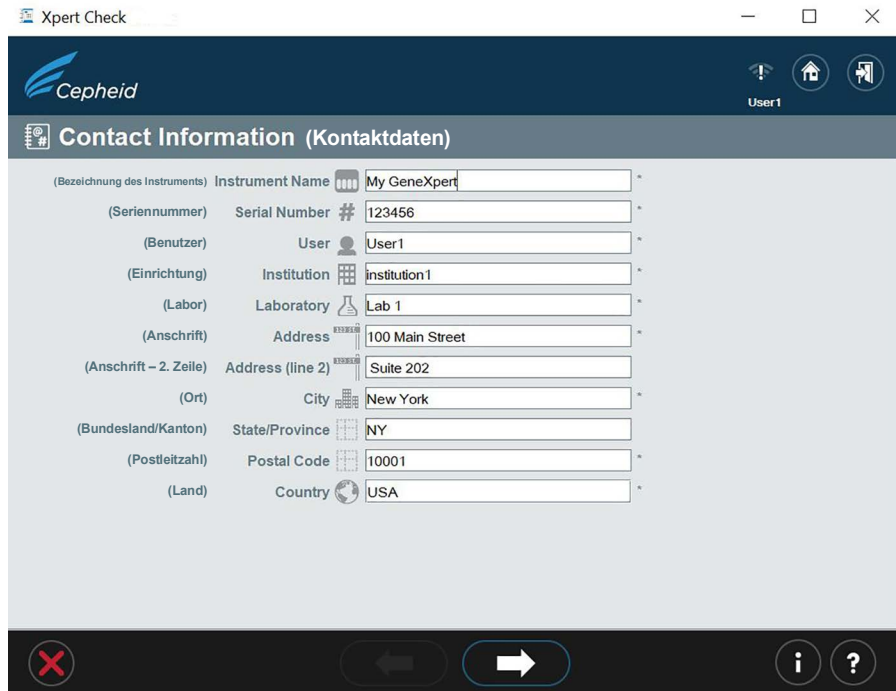 Xpert Check
Cepheid
User1
Contact Information (Kontaktdaten)
(Bezeichnung des Instruments) Instrument Name My GeneXpert *
(Seriennummer) Serial Number # 123456 *
(Benutzer) User User1 *
(Einrichtung) Institution institution1 *
(Labor) Laboratory Lab 1 *
(Anschrift) Address 100 Main Street *
(Anschrift – 2. Zeile) Address (line 2) Suite 202
(Ort) City New York *
(Bundesland/Kanton) State/Province NY
(Postleitzahl) Postal Code 10001 *
(Land) Country USA *
i ?